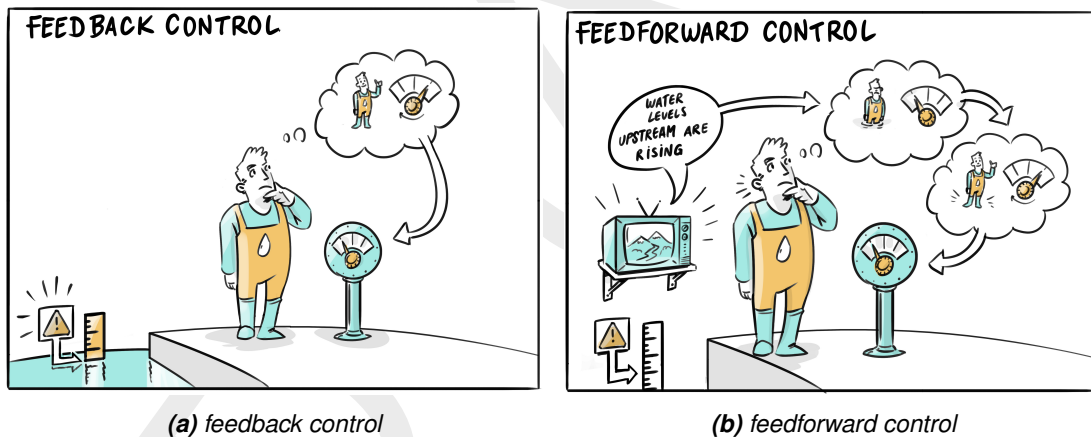 FEEDBACK CONTROL
FEEDFORWARD CONTROL
WATER
LEVELS
UPSTREAM ARE
RISING
(a) feedback control
(b) feedforward control